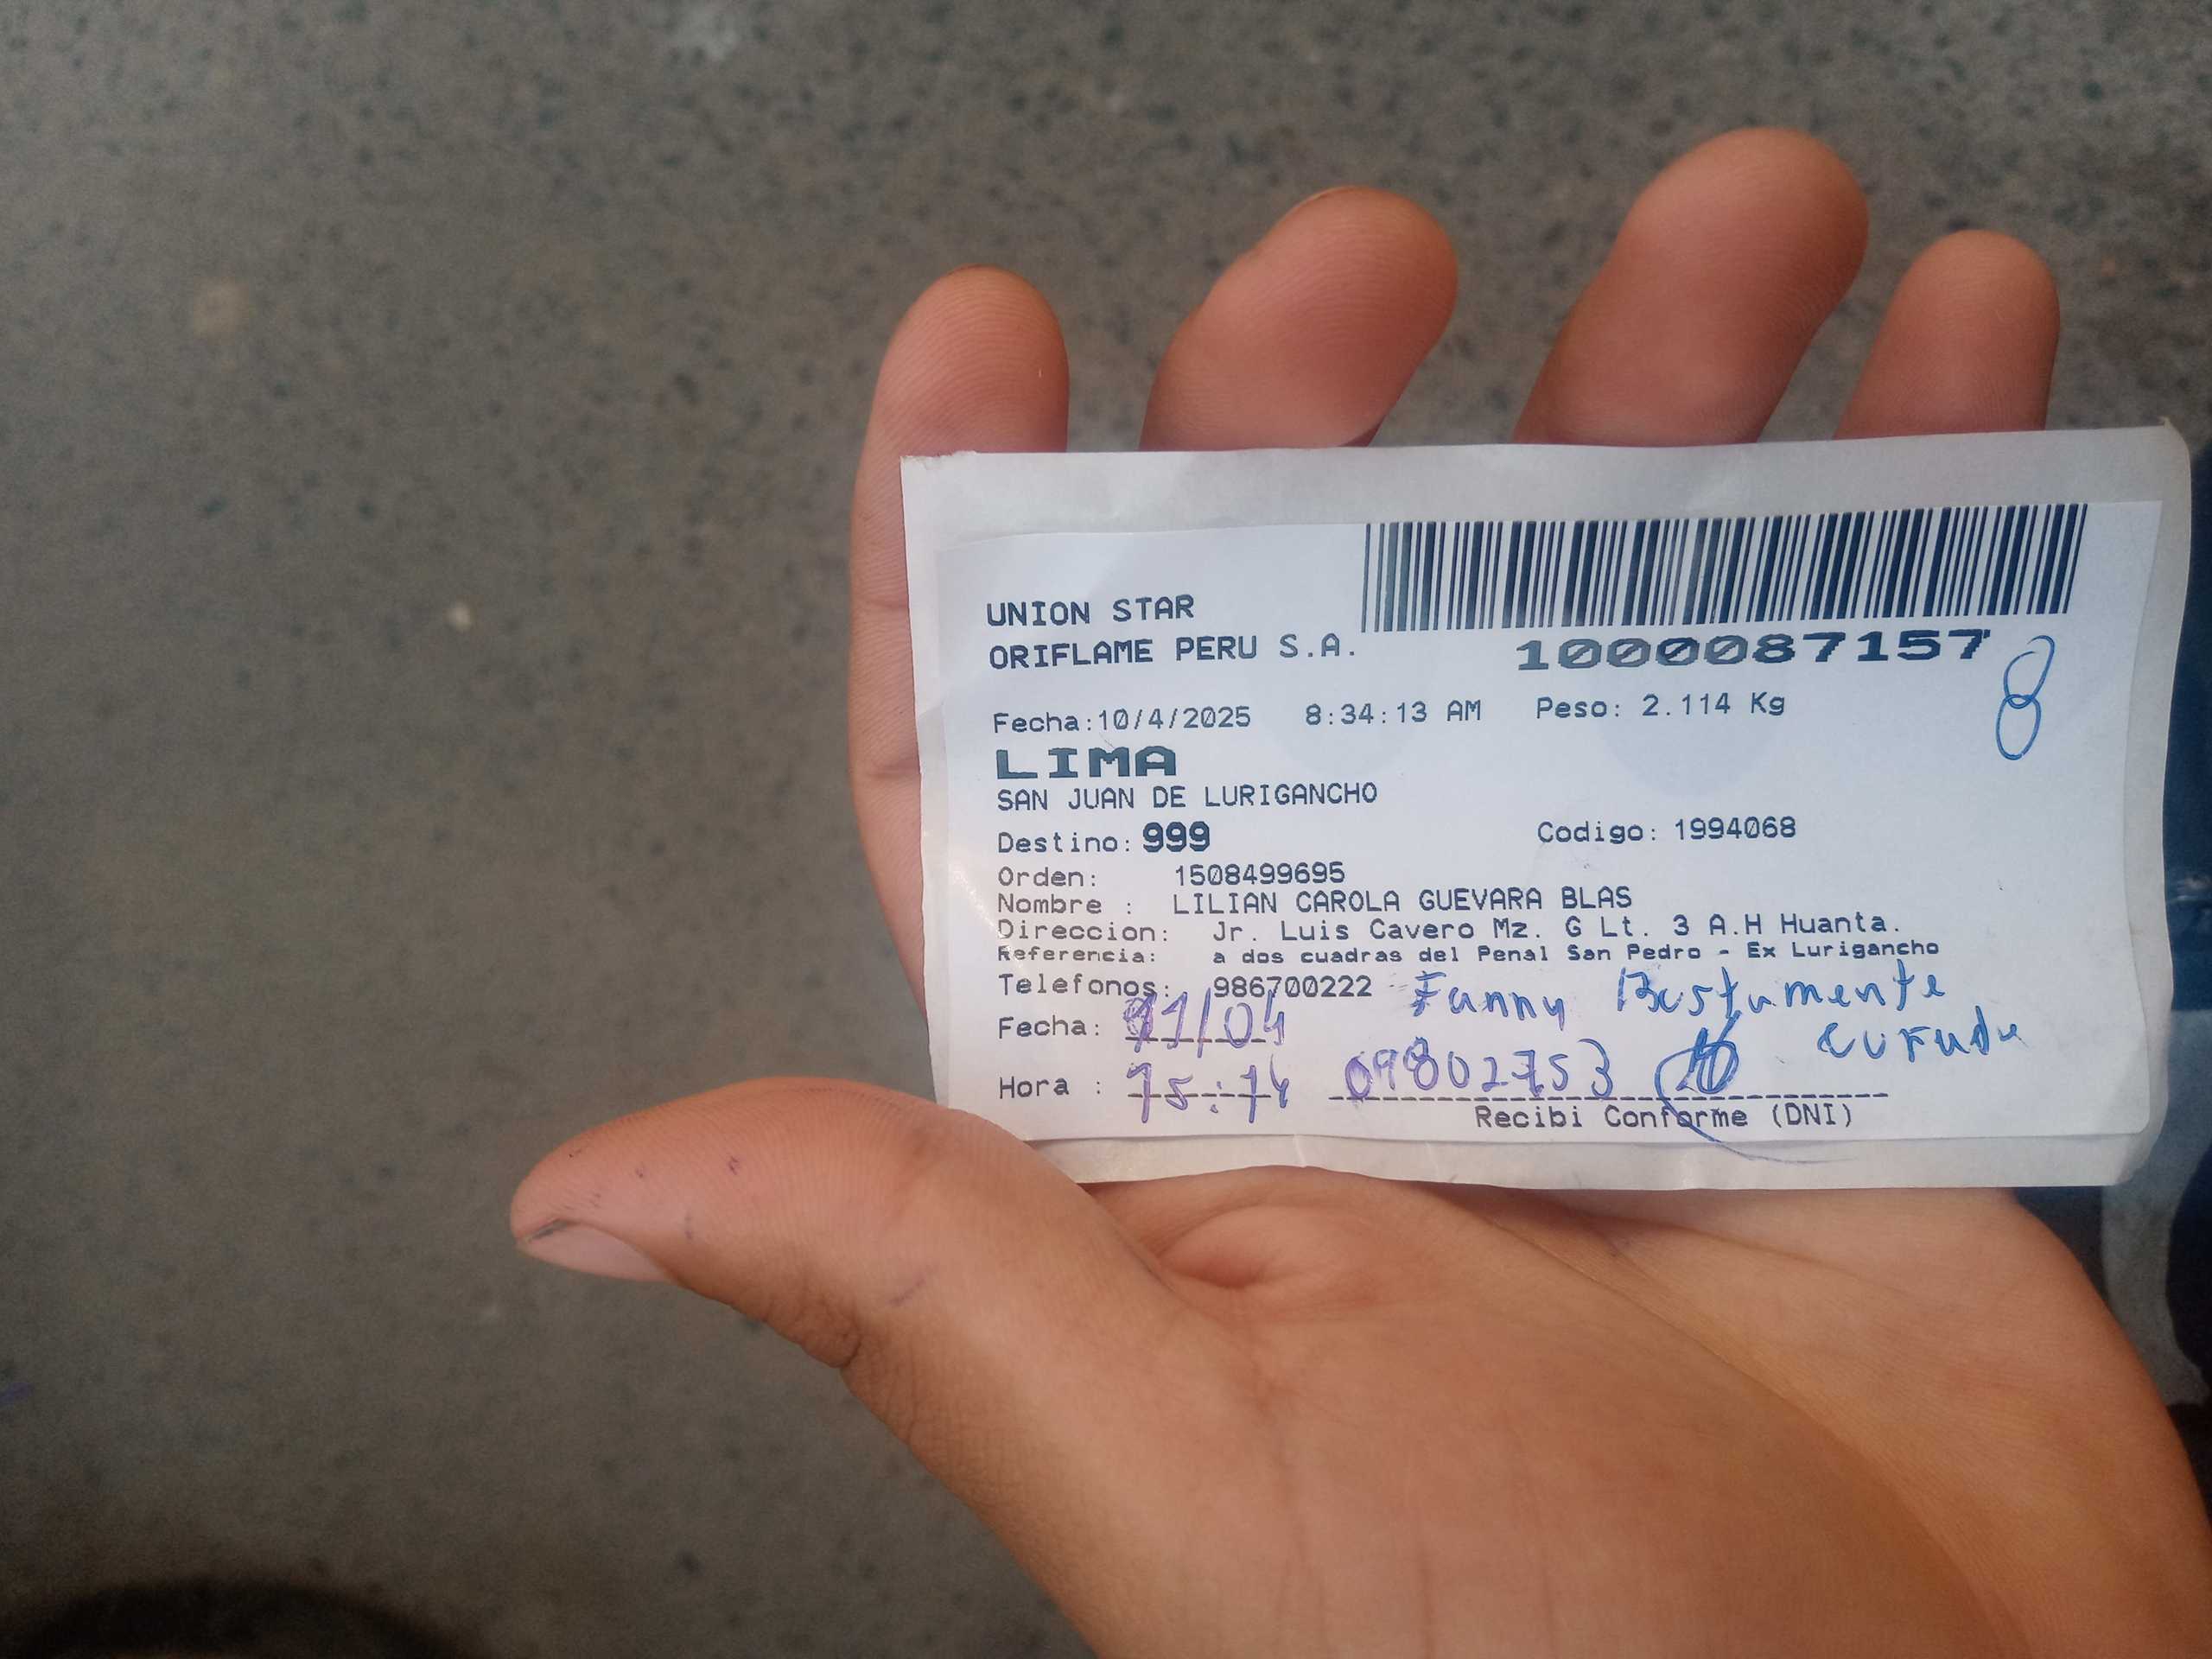 UNION STAR
ORIFLAME PERU S.A.
1000087157
8
Fecha:10/4/2025 8:34:13 AM Peso: 2.114 Kg
LIMA
SAN JUAN DE LURIGANCHO
Destino: 999 Codigo: 1994068
Orden: 1508499695
Nombre : LILIAN CAROLA GUEVARA BLAS
Direccion: Jr. Luis Cavero Mz. G Lt. 3 A.H Huanta.
Referencia: a dos cuadras del Penal San Pedro - Ex Lurigancho
Telefonos: 986700222 Fanny Bustamente
Fecha: 11/04
Hora : 15:14 09802753
Recibi Conforme (DNI)